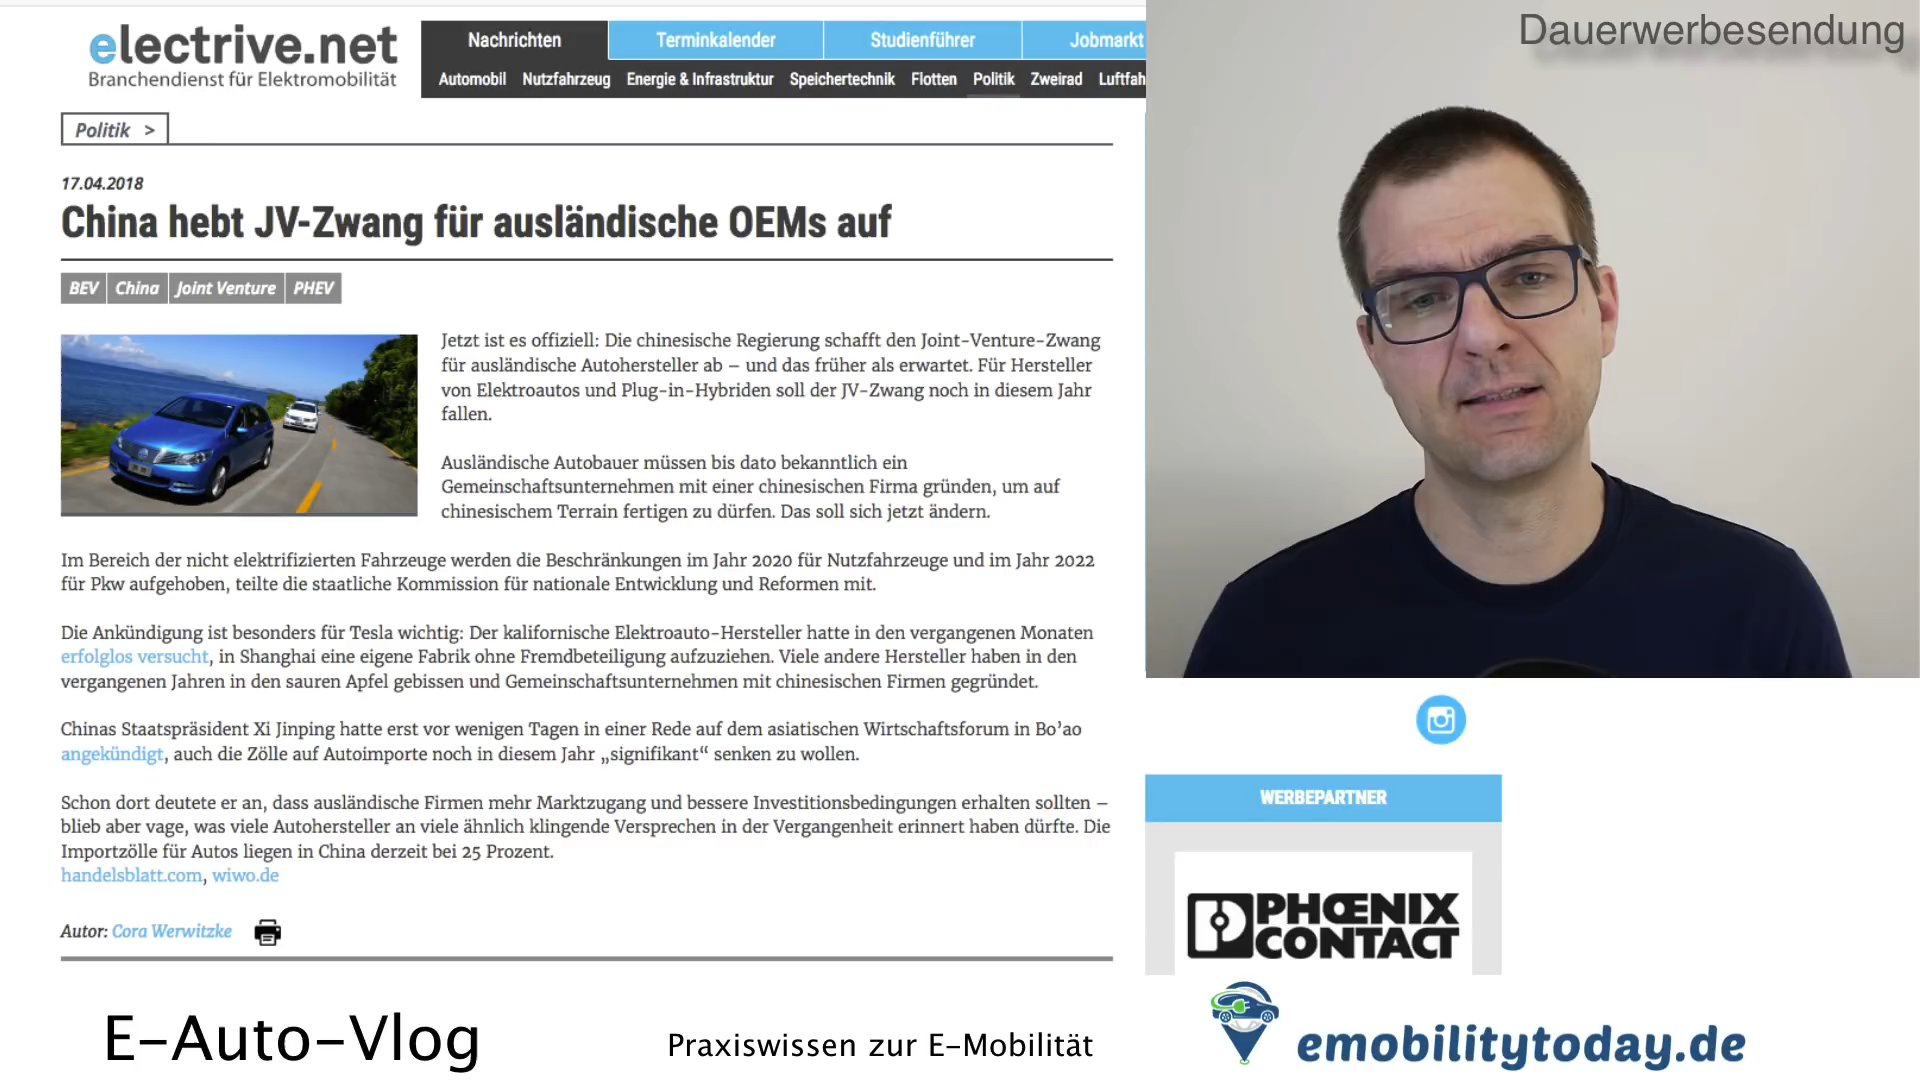 electrive.net
Branchendienst für Elektromobilität
Nachrichten
Terminkalender
Studienführer
Jobmarkt
Automobil Nutzfahrzeug Energie & Infrastruktur Speichertechnik Flotten Politik Zweirad Luftfah
Dauerwerbesendung
Politik >
17.04.2018
China hebt JV-Zwang für ausländische OEMs auf
BEV China Joint Venture PHEV
Jetzt ist es offiziell: Die chinesische Regierung schafft den Joint-Venture-Zwang
für ausländische Autohersteller ab – und das früher als erwartet. Für Hersteller
von Elektroautos und Plug-in-Hybriden soll der JV-Zwang noch in diesem Jahr
fallen.
Ausländische Autobauer müssen bis dato bekanntlich ein
Gemeinschaftsunternehmen mit einer chinesischen Firma gründen, um auf
chinesischem Terrain fertigen zu dürfen. Das soll sich jetzt ändern.
Im Bereich der nicht elektrifizierten Fahrzeuge werden die Beschränkungen im Jahr 2020 für Nutzfahrzeuge und im Jahr 2022
für Pkw aufgehoben, teilte die staatliche Kommission für nationale Entwicklung und Reformen mit.
Die Ankündigung ist besonders für Tesla wichtig: Der kalifornische Elektroauto-Hersteller hatte in den vergangenen Monaten
erfolglos versucht, in Shanghai eine eigene Fabrik ohne Fremdbeteiligung aufzuziehen. Viele andere Hersteller haben in den
vergangenen Jahren in den sauren Apfel gebissen und Gemeinschaftsunternehmen mit chinesischen Firmen gegründet.
Chinas Staatspräsident Xi Jinping hatte erst vor wenigen Tagen in einer Rede auf dem asiatischen Wirtschaftsforum in Bo’ao
angekündigt, auch die Zölle auf Autoimporte noch in diesem Jahr „signifikant“ senken zu wollen.
Schon dort deutete er an, dass ausländische Firmen mehr Marktzugang und bessere Investitionsbedingungen erhalten sollten –
blieb aber vage, was viele Autohersteller an viele ähnlich klingende Versprechen in der Vergangenheit erinnert haben dürfte. Die
Importzölle für Autos liegen in China derzeit bei 25 Prozent.
handelsblatt.com, wiwo.de
Autor: Cora Werwitzke
WERBEPARTNER
PHŒNIX
CONTACT
E-Auto-Vlog
Praxiswissen zur E-Mobilität
emobilitytoday.de